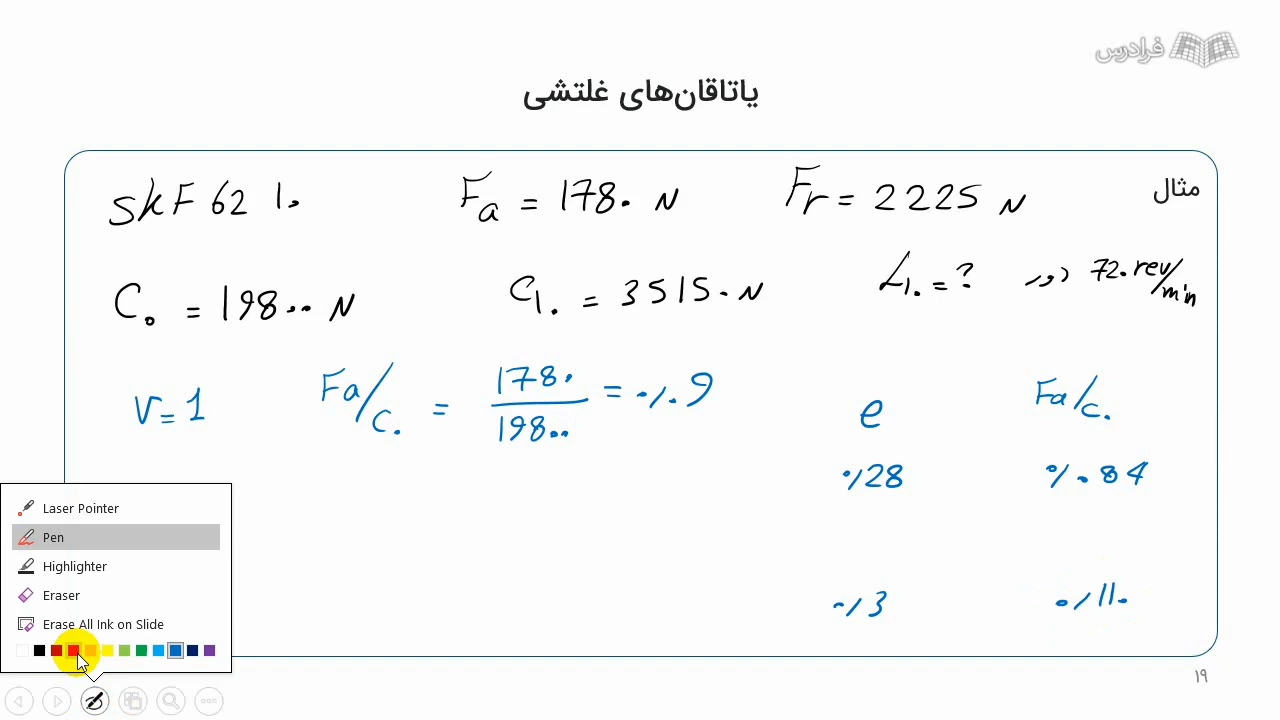 فرادرس
یاتاقان‌های غلتشی
مثال
SKF 6210 Fa = 1780 N Fr = 2225 N
C0 = 19800 N C10 = 35150 N L10 = ? دور 720 rev/min
V = 1 Fa/C0 = 1780/19800 = 0/09 e Fa/C0
0/28 0/084
0/3 0/110
Laser Pointer
Pen
Highlighter
Eraser
Erase All Ink on Slide
۱۹